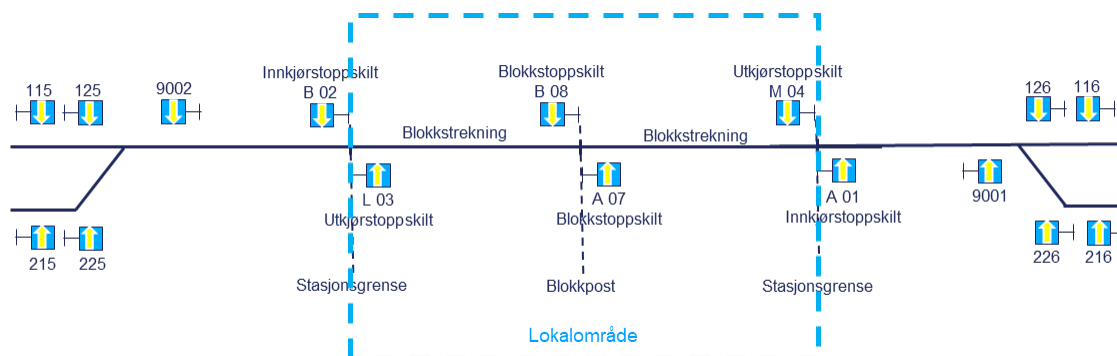 Innkjørstoppskilt
Blokkstoppskilt
Utkjørstoppskilt
115
125
9002
B 02
B 08
M 04
126
116
Blokkstrekning
Blokkstrekning
L 03
A 07
A 01
9001
Utkjørstoppskilt
Blokkstoppskilt
Innkjørstoppskilt
215
225
226
216
Stasjonsgrense
Blokkpost
Stasjonsgrense
Lokalområde